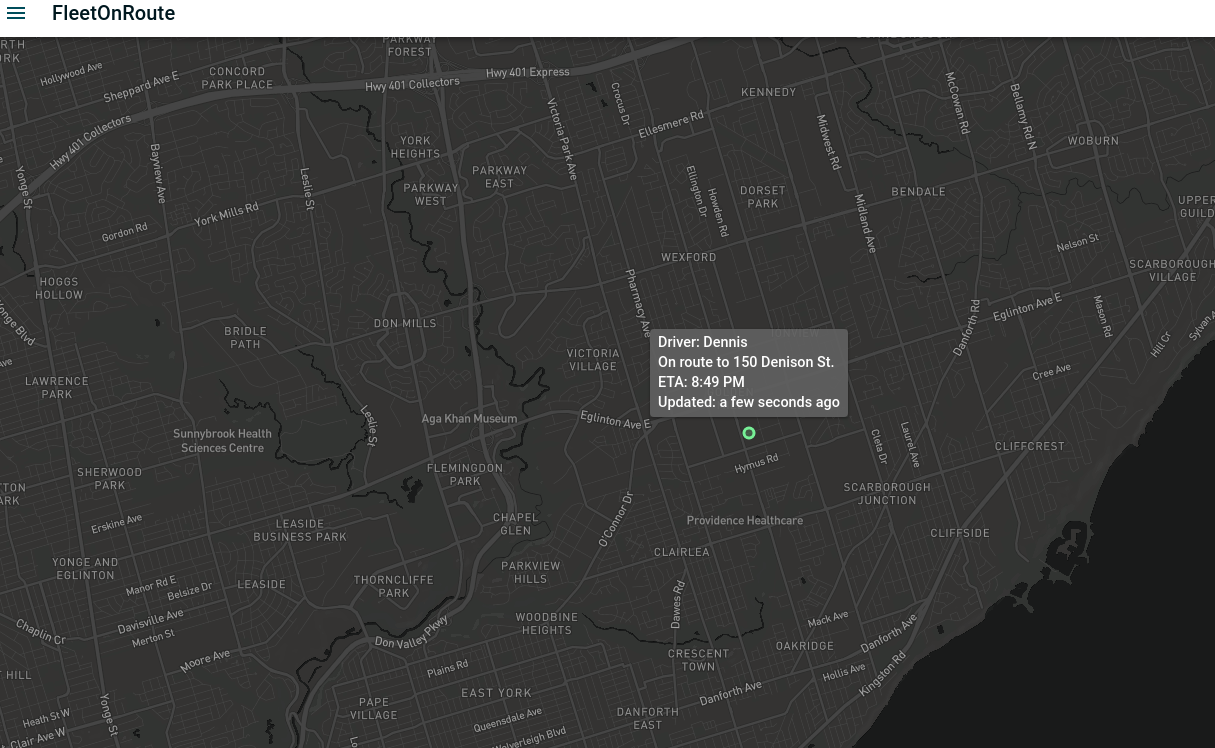 FleetOnRoute
PARKWAY
FOREST
Hollywood Ave
Sheppard Ave E
CONCORD
PARK PLACE
Hwy 401 Collectors
Hwy 401 Express
Hwy 401 Collectors
Crocus Dr
KENNEDY
McCowan Rd
Bellamy Rd N
Victoria Park Ave
Ellesmere Rd
Midwest Rd
WOBURN
YORK
HEIGHTS
Bayview Ave
Yonge St
Leslie St
PARKWAY
EAST
PARKWAY
WEST
Ellington Dr
Howden Rd
DORSET
PARK
BENDALE
UPPER
GUILD
York Mills Rd
Gordon Rd
Midland Ave
Nelson St
WEXFORD
SCARBOROUGH
VILLAGE
HOGGS
HOLLOW
Pharmacy Ave
Eglinton Ave E
Mason Rd
Sylvan A
Yonge Blvd
DON MILLS
BRIDLE
PATH
Danforth Rd
Hill Cr
Driver: Dennis
On route to 150 Denison St.
ETA: 8:49 PM
Updated: a few seconds ago
VICTORIA
VILLAGE
Cree Ave
LAWRENCE
PARK
Leslie St
Aga Khan Museum
Eglinton Ave E
Sunnybrook Health
Sciences Centre
Cleta Dr
Laurel Ave
CLIFFCREST
Hymus Rd
FLEMINGDON
PARK
SHERWOOD
PARK
SCARBOROUGH
JUNCTION
O'Connor Dr
Erskine Ave
LEASIDE
BUSINESS PARK
CHAPEL
GLEN
Providence Healthcare
CLIFFSIDE
CLAIRLEA
YONGE AND
EGLINTON
PARKVIEW
HILLS
Manor Rd E
Belsize Dr
LEASIDE
THORNCLIFFE
PARK
Dawes Rd
Davisville Ave
Merton St
Chaplin Cr
WOODBINE
HEIGHTS
Don Valley Pkwy
Mack Ave
Danforth Ave
OAKRIDGE
Moore Ave
CRESCENT
TOWN
Plains Rd
Hollis Ave
Kingston Rd
T HILL
EAST YORK
Danforth Ave
PAPE
VILLAGE
Yonge St
Heath St W
St Clair Ave W
Queensdale Ave
DANFORTH
EAST
Wolverleigh Blvd